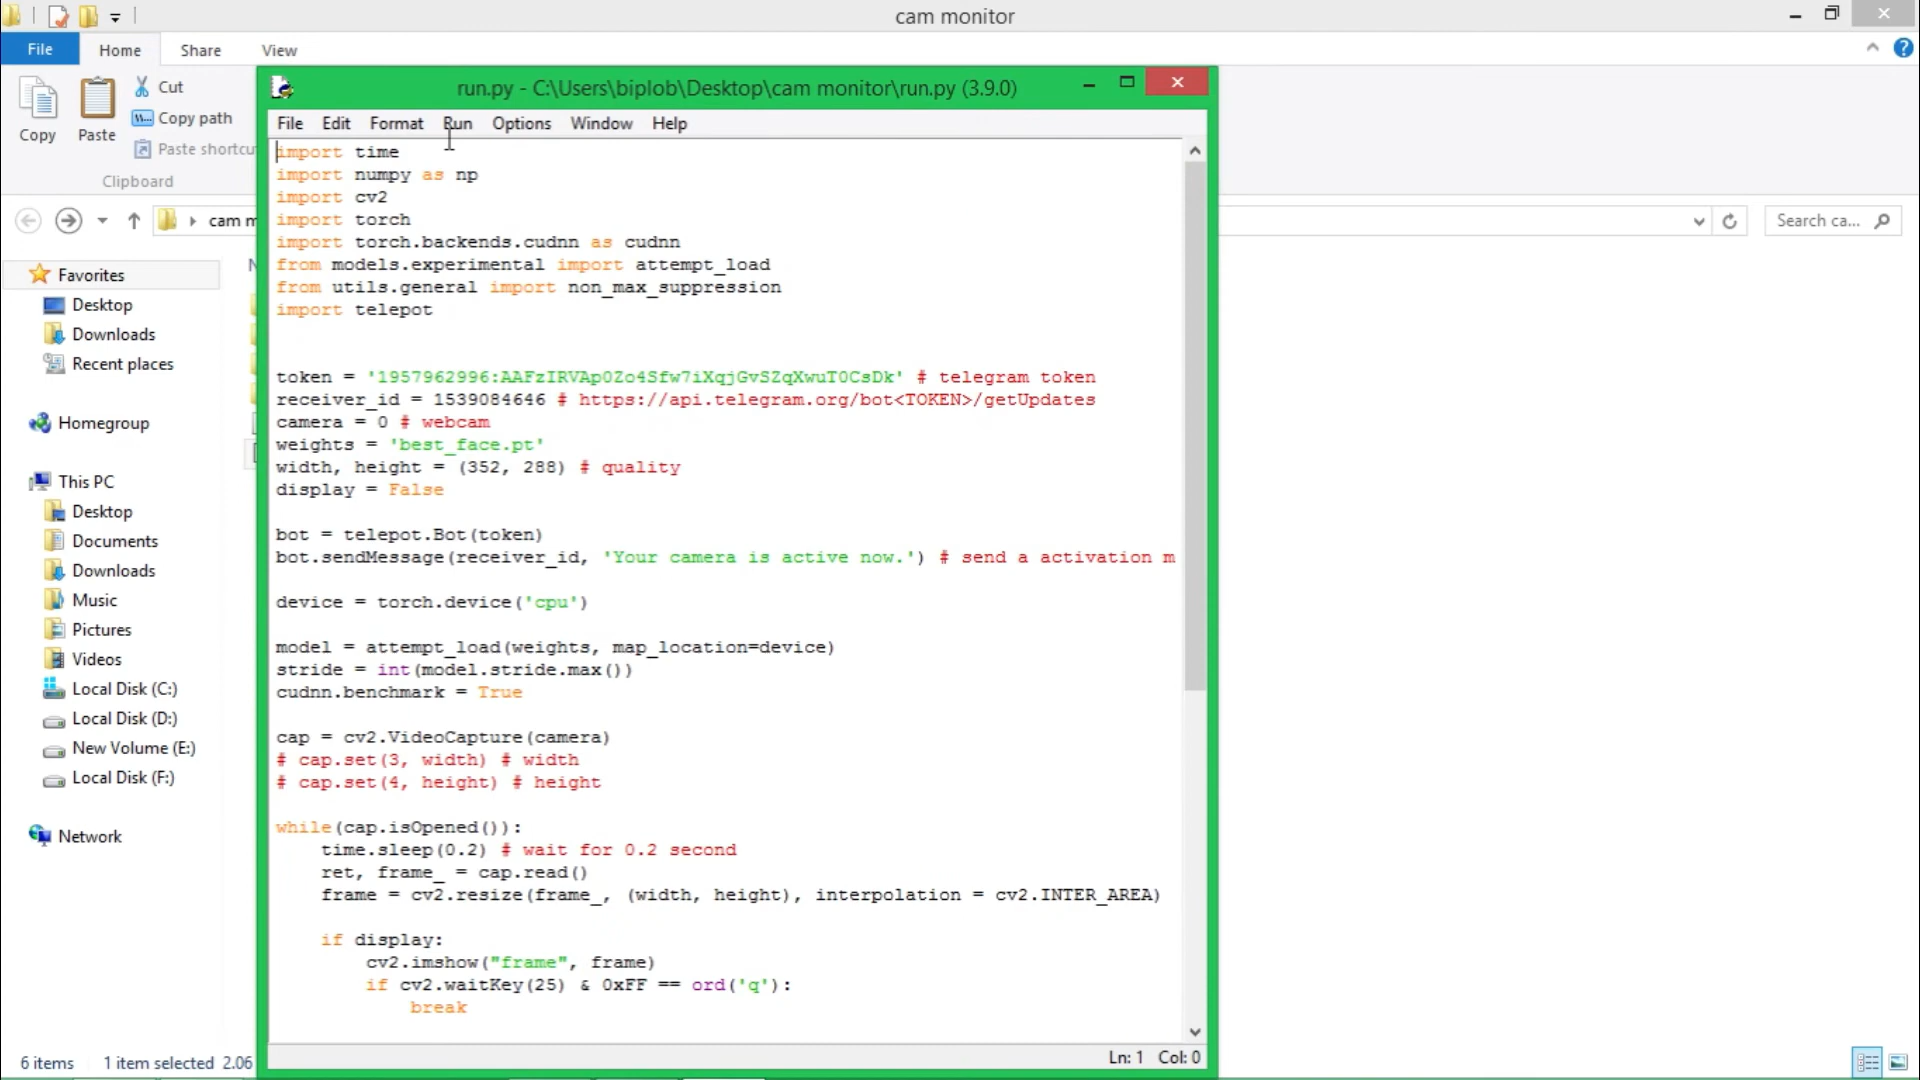 cam monitor
File Home Share View
Copy
Paste
Cut
Copy path
Paste shortcu
Clipboard
cam m
Search ca...
Favorites
Desktop
Downloads
Recent places
Homegroup
This PC
Desktop
Documents
Downloads
Music
Pictures
Videos
Local Disk (C:)
Local Disk (D:)
New Volume (E:)
Local Disk (F:)
Network
6 items 1 item selected 2.06
run.py - C:\Users\biplob\Desktop\cam monitor\run.py (3.9.0)
File Edit Format Run Options Window Help
import time
import numpy as np
import cv2
import torch
import torch.backends.cudnn as cudnn
from models.experimental import attempt_load
from utils.general import non_max_suppression
import telepot
token = '1957962996:AAFzIRVAp0Zo4Sfw7iXqjGvSZqXwuT0CsDk' # telegram token
receiver_id = 1539084646 # https://api.telegram.org/bot<TOKEN>/getUpdates
camera = 0 # webcam
weights = 'best_face.pt'
width, height = (352, 288) # quality
display = False
bot = telepot.Bot(token)
bot.sendMessage(receiver_id, 'Your camera is active now.') # send a activation m
device = torch.device('cpu')
model = attempt_load(weights, map_location=device)
stride = int(model.stride.max())
cudnn.benchmark = True
cap = cv2.VideoCapture(camera)
# cap.set(3, width) # width
# cap.set(4, height) # height
while(cap.isOpened()):
    time.sleep(0.2) # wait for 0.2 second
    ret, frame_ = cap.read()
    frame = cv2.resize(frame_, (width, height), interpolation = cv2.INTER_AREA)
    if display:
        cv2.imshow("frame", frame)
        if cv2.waitKey(25) & 0xFF == ord('q'):
            break
Ln: 1 Col: 0